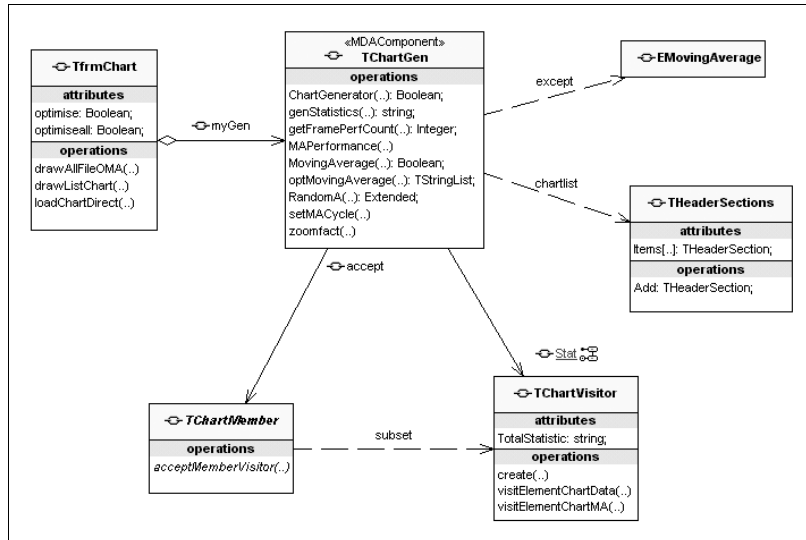 «MDAComponent»
TChartGen
operations
ChartGenerator(..): Boolean;
genStatistics(..): string;
getFramePerfCount(..): Integer;
MAPerformance(..)
MovingAverage(..): Boolean;
optMovingAverage(..): TStringList;
RandomA(..): Extended;
setMACycle(..)
zoomfact(..)
TfrmChart
attributes
optimise: Boolean;
optimiseall: Boolean;
operations
drawAllFileOMA(..)
drawListChart(..)
loadChartDirect(..)
myGen
EMovingAverage
except
chartlist
THeaderSections
attributes
Items[..]: THeaderSection;
operations
Add: THeaderSection;
accept
Stat
TChartMember
operations
acceptMemberVisitor(..)
subset
TChartVisitor
attributes
TotalStatistic: string;
operations
create(..)
visitElementChartData(..)
visitElementChartMA(..)